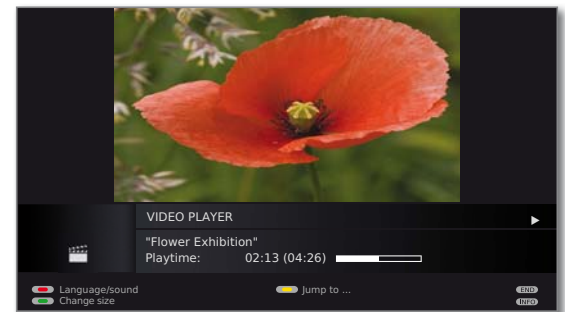 VIDEO PLAYER
"Flower Exhibition"
Playtime: 02:13 (04:26)
Language/sound
Jump to ...
END
Change size
INFO